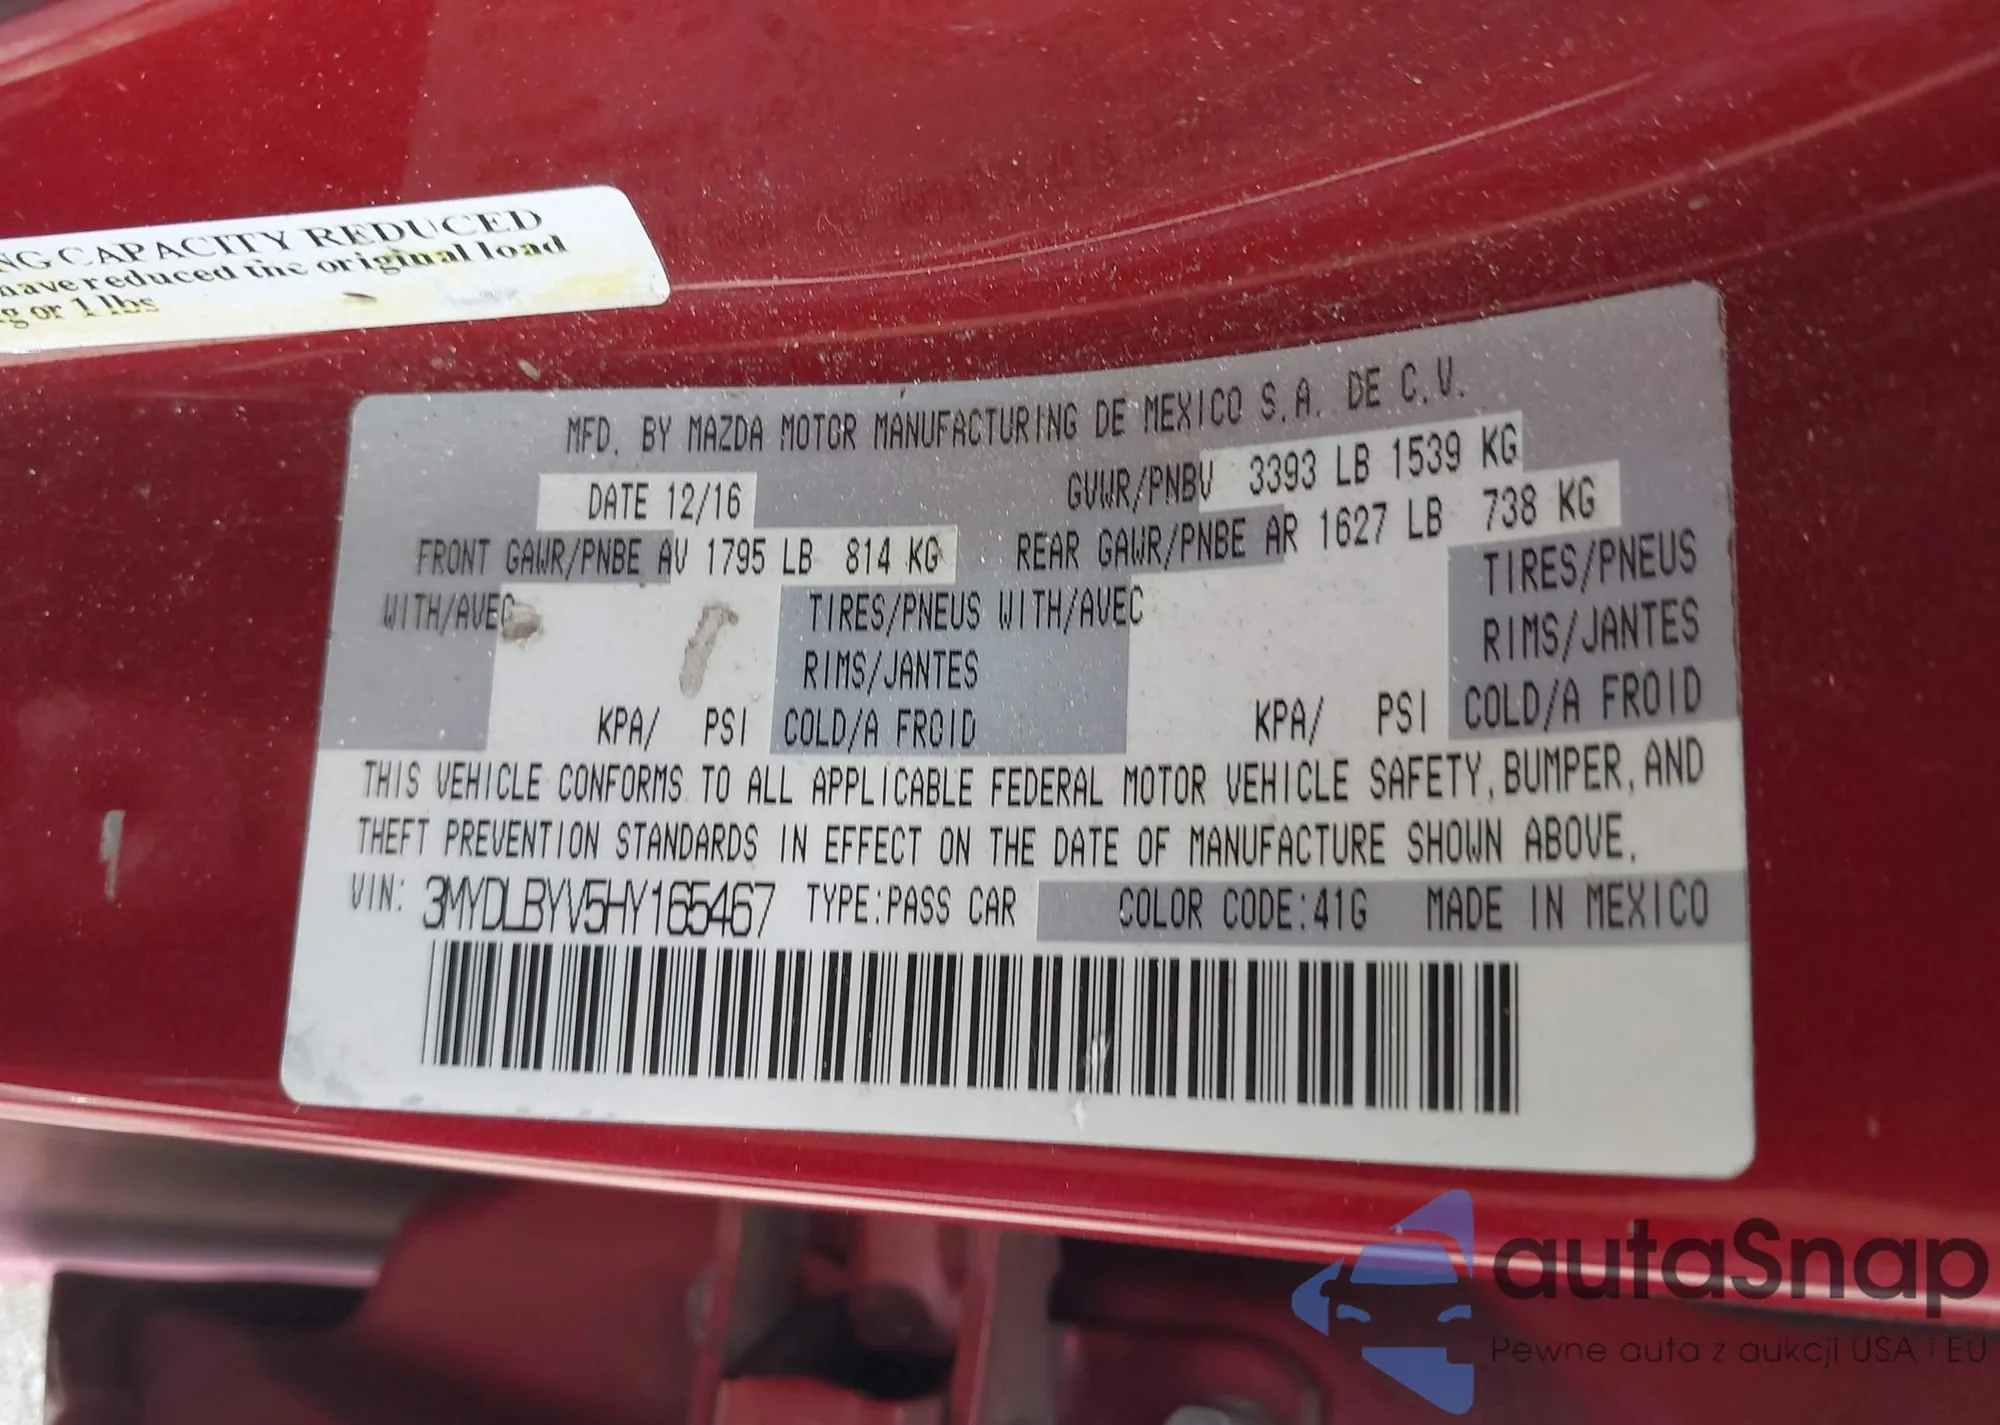 NG CAPACITY REDUCED
have reduced the original load
g or 1 lbs
MFD. BY MAZDA MOTOR MANUFACTURING DE MEXICO S.A. DE C.V.
DATE 12/16 GVWR/PNBV 3393 LB 1539 KG
FRONT GAWR/PNBE AV 1795 LB 814 KG REAR GAWR/PNBE AR 1627 LB 738 KG
WITH/AVEC TIRES/PNEUS WITH/AVEC TIRES/PNEUS
RIMS/JANTES RIMS/JANTES
KPA/ PSI COLD/A FROID KPA/ PSI COLD/A FROID
THIS VEHICLE CONFORMS TO ALL APPLICABLE FEDERAL MOTOR VEHICLE SAFETY, BUMPER, AND
THEFT PREVENTION STANDARDS IN EFFECT ON THE DATE OF MANUFACTURE SHOWN ABOVE.
VIN: 3MYDLBYV5HY165467 TYPE:PASS CAR COLOR CODE:41G MADE IN MEXICO
autaSnap
Pewne auta z aukcji USA i EU